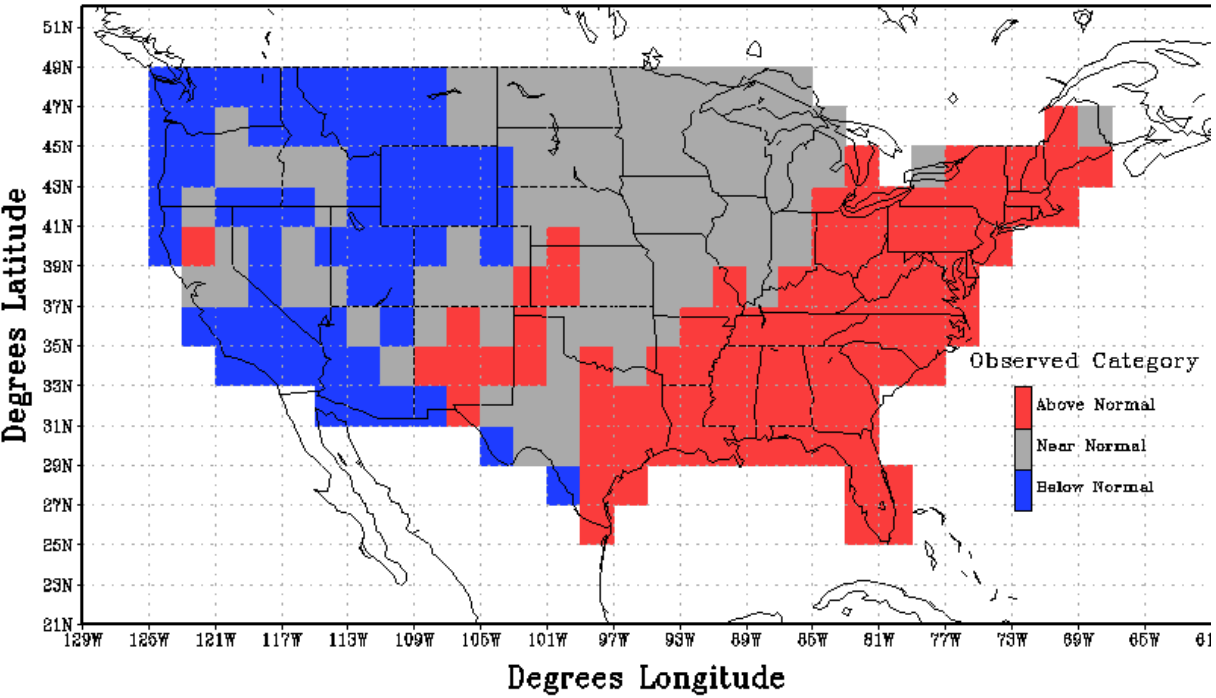 51N
49N
47N
45N
43N
41N
39N
37N
35N
33N
31N
29N
27N
25N
23N
21N
Degrees Latitude
Observed Category
Above Normal
Near Normal
Below Normal
129W 125W 121W 117W 113W 109W 105W 101W 97W 93W 89W 85W 81W 77W 73W 69W 65W 61
Degrees Longitude